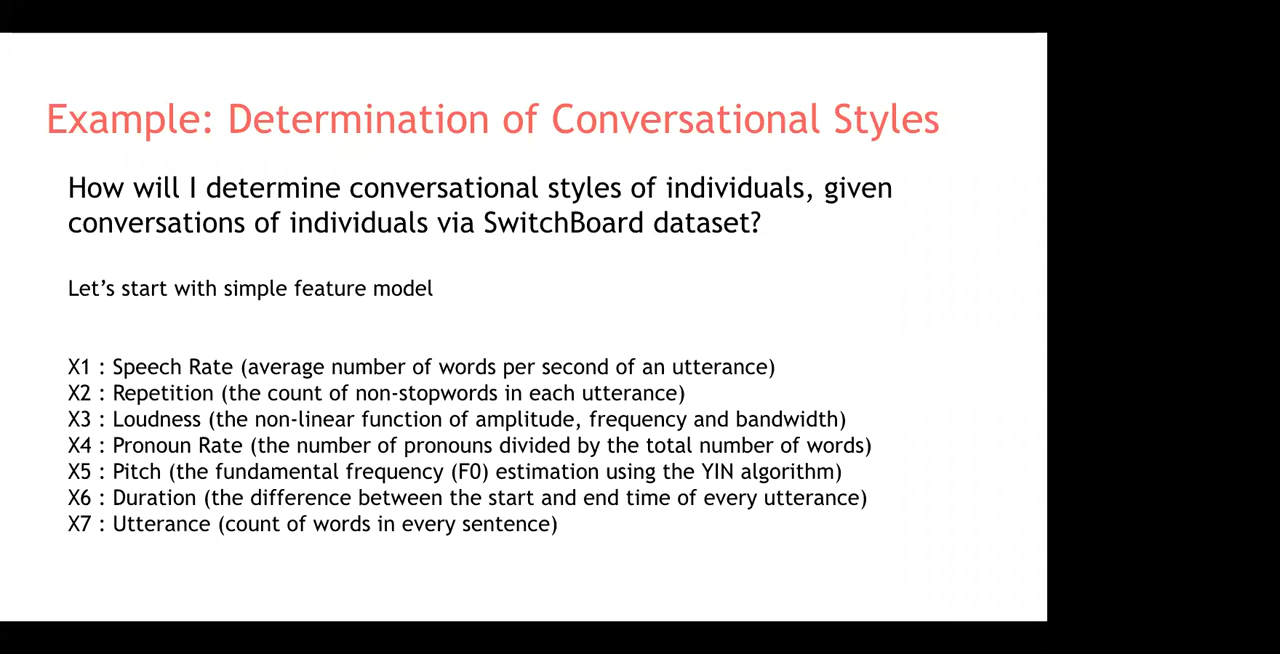 Example: Determination of Conversational Styles
How will I determine conversational styles of individuals, given
conversations of individuals via SwitchBoard dataset?
Let’s start with simple feature model
X1 : Speech Rate (average number of words per second of an utterance)
X2 : Repetition (the count of non-stopwords in each utterance)
X3 : Loudness (the non-linear function of amplitude, frequency and bandwidth)
X4 : Pronoun Rate (the number of pronouns divided by the total number of words)
X5 : Pitch (the fundamental frequency (F0) estimation using the YIN algorithm)
X6 : Duration (the difference between the start and end time of every utterance)
X7 : Utterance (count of words in every sentence)